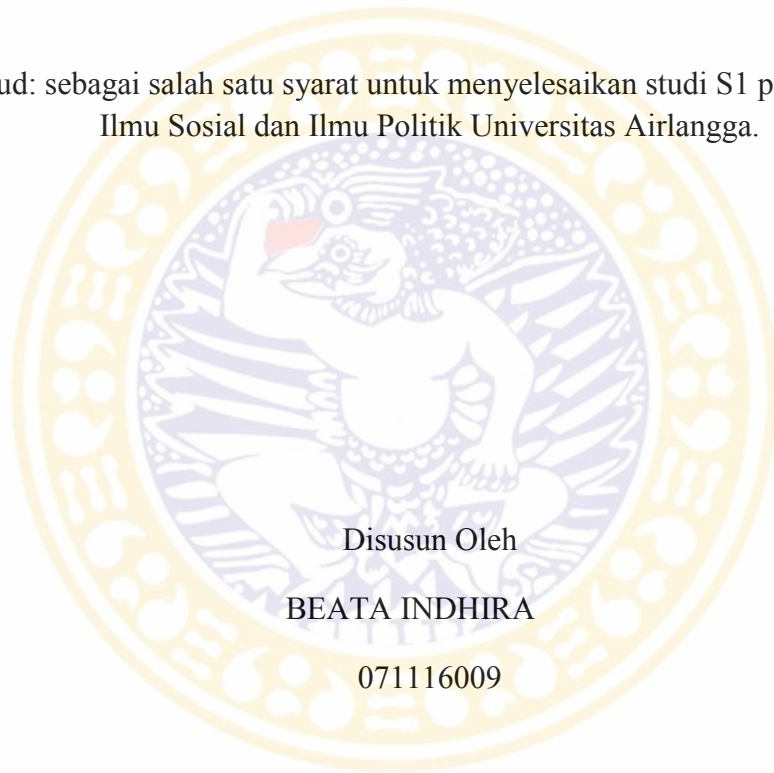 ud: sebagai salah satu syarat untuk menyelesaikan studi S1 p
Ilmu Sosial dan Ilmu Politik Universitas Airlangga.
Disusun Oleh
BEATA INDHIRA
071116009